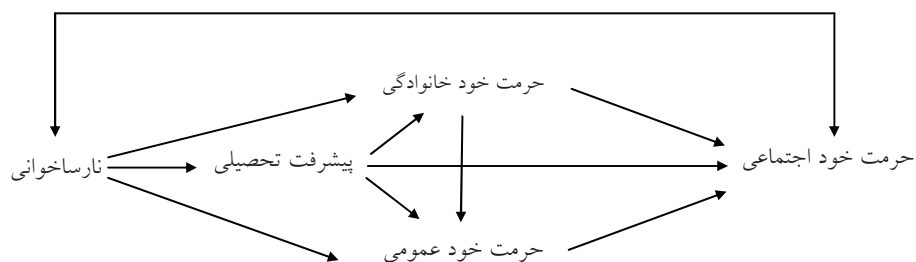 حرمت خود خانوادگی
نارساخوانی
پیشرفت تحصیلی
حرمت خود اجتماعی
حرمت خود عمومی